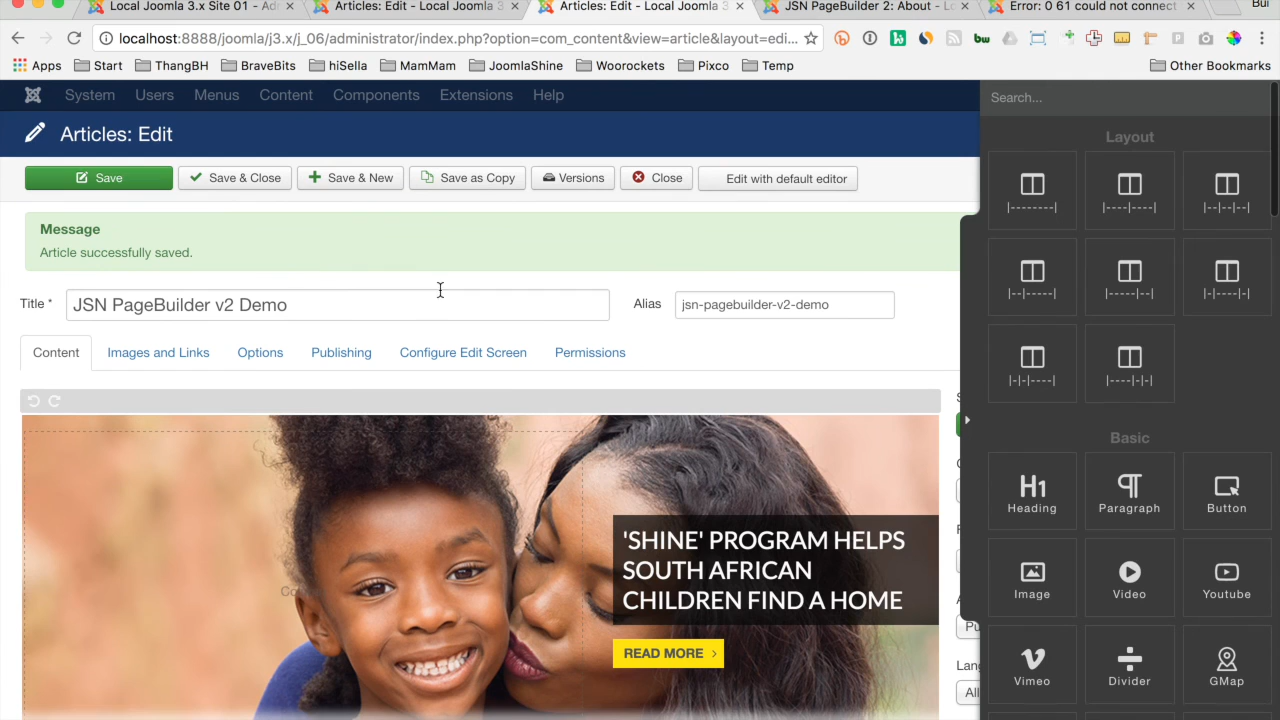 Local Joomla 3.x Site 01 - Ad
Articles: Edit - Local Joomla 3
Articles: Edit - Local Joomla 3
JSN PageBuilder 2: About - Lo
Error: 0 61 could not connect
Bui
localhost:8888/joomla/j3.x/j_06/administrator/index.php?option=com_content&view=article&layout=edi...
Apps Start ThangBH BraveBits hiSella MamMam JoomlaShine Woorockets Pixco Temp Other Bookmarks
System Users Menus Content Components Extensions Help
Search...
Articles: Edit
Save Save & Close Save & New Save as Copy Versions Close Edit with default editor
Message
Article successfully saved.
Title * JSN PageBuilder v2 Demo Alias jsn-pagebuilder-v2-demo
Content Images and Links Options Publishing Configure Edit Screen Permissions
'SHINE' PROGRAM HELPS
SOUTH AFRICAN
CHILDREN FIND A HOME
READ MORE >
Pu
Lan
All
Layout
|--------| |----|----| |--|--|--|
|--|-----| |-----|--| |-|----|-|
|-|-|----| |----|-|-|
Basic
H1
Heading Paragraph Button
Image Video Youtube
Vimeo Divider GMap